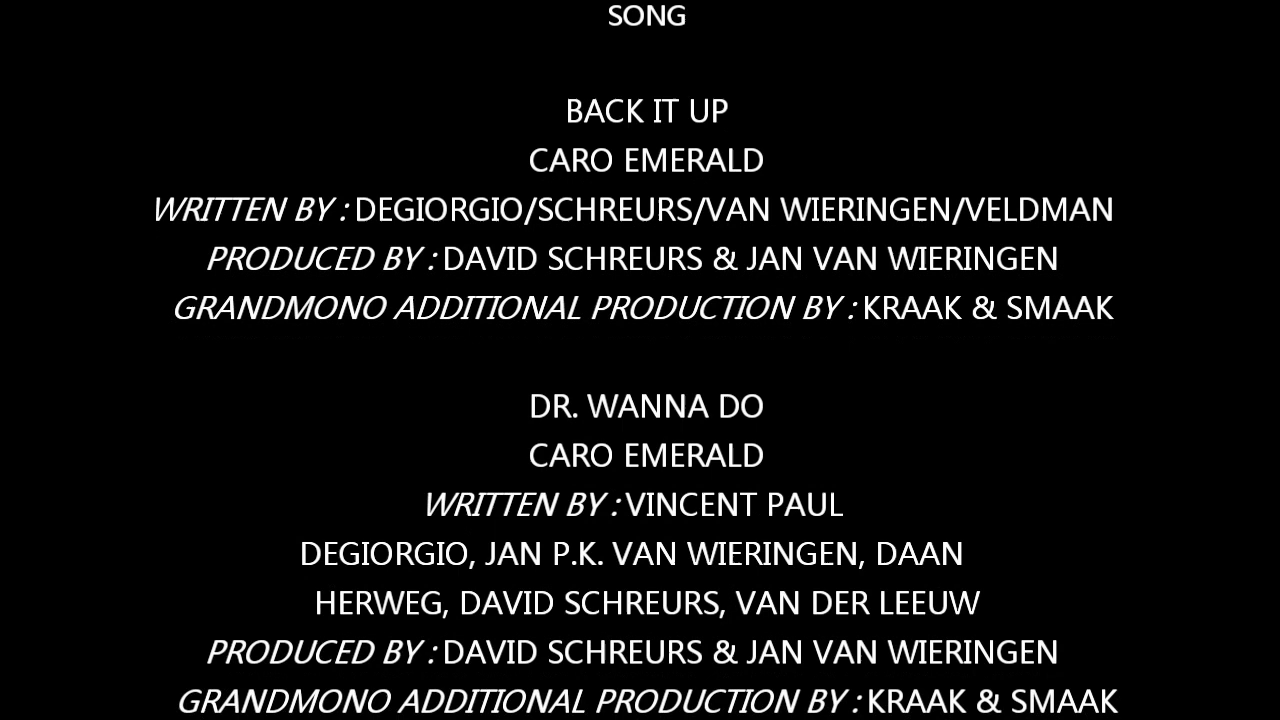 SONG
BACK IT UP
CARO EMERALD
WRITTEN BY : DEGIORGIO/SCHREURS/VAN WIERINGEN/VELDMAN
PRODUCED BY : DAVID SCHREURS & JAN VAN WIERINGEN
GRANDMONO ADDITIONAL PRODUCTION BY : KRAAK & SMAAK
DR. WANNA DO
CARO EMERALD
WRITTEN BY : VINCENT PAUL
DEGIORGIO, JAN P.K. VAN WIERINGEN, DAAN
HERWEG, DAVID SCHREURS, VAN DER LEEUW
PRODUCED BY : DAVID SCHREURS & JAN VAN WIERINGEN
GRANDMONO ADDITIONAL PRODUCTION BY : KRAAK & SMAAK